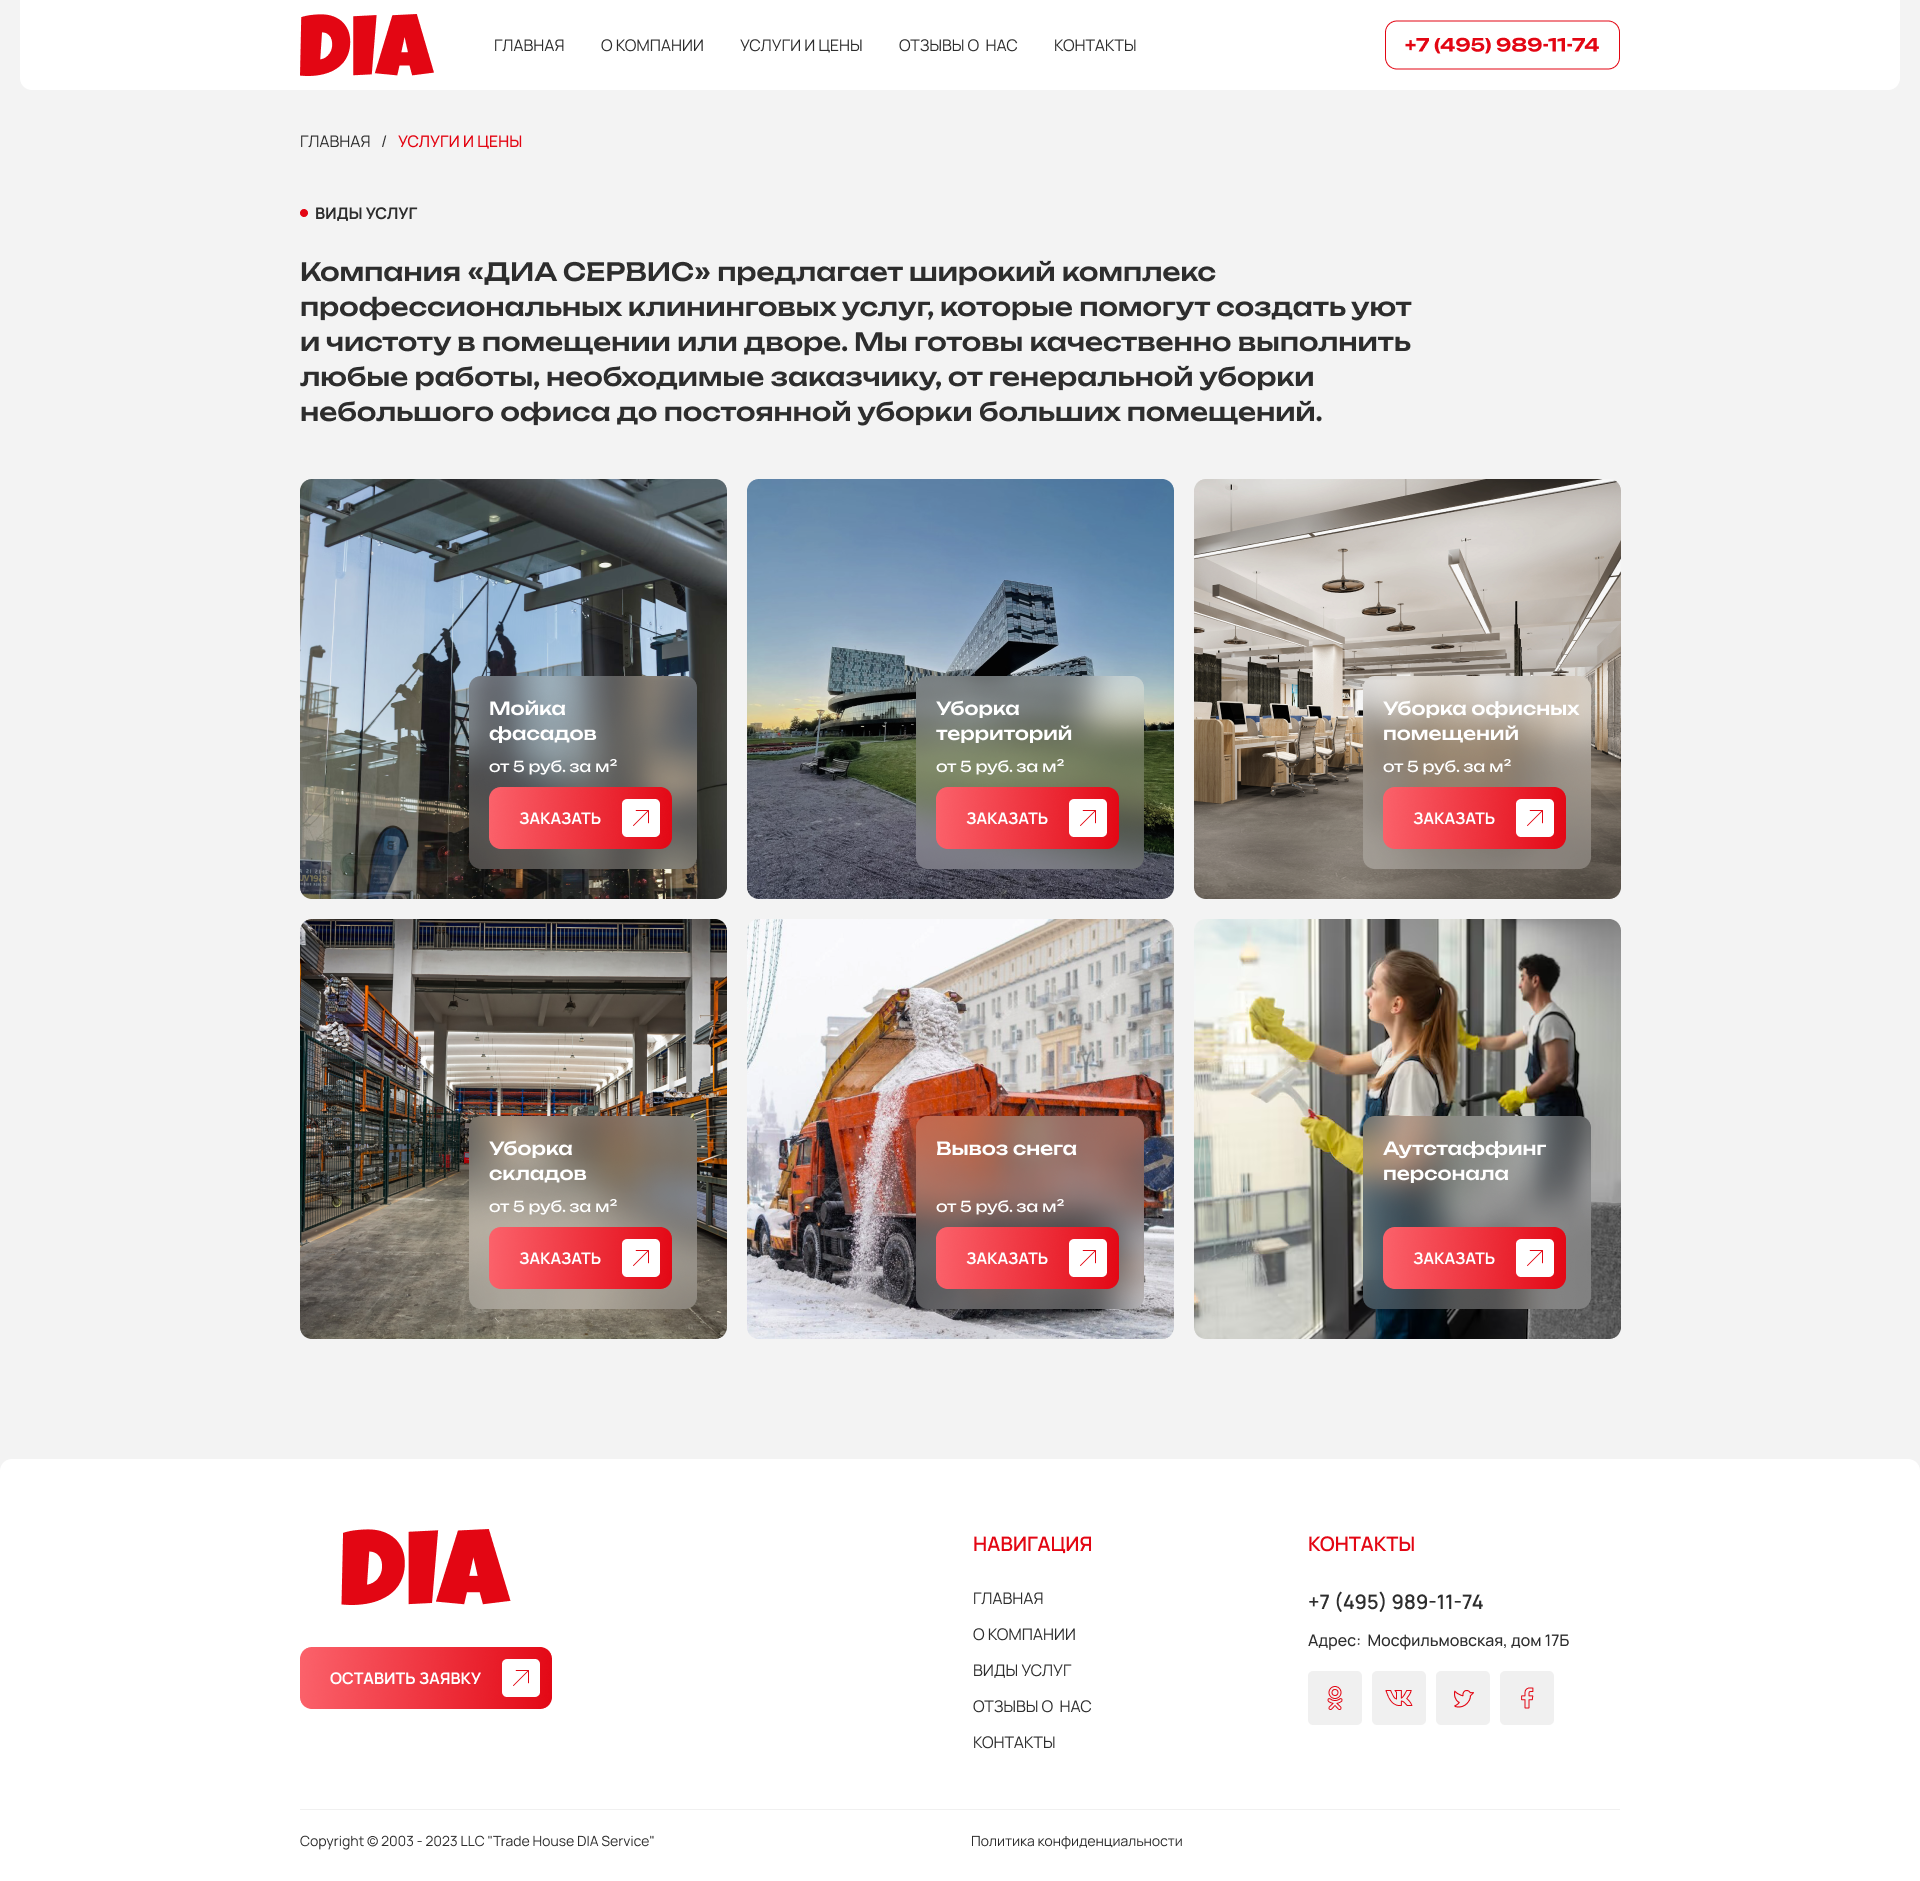 DIA
ГЛАВНАЯ
О КОМПАНИИ
УСЛУГИ И ЦЕНЫ
ОТЗЫВЫ О НАС
КОНТАКТЫ
+7 (495) 989-11-74
ГЛАВНАЯ / УСЛУГИ И ЦЕНЫ
ВИДЫ УСЛУГ
Компания «ДИА СЕРВИС» предлагает широкий комплекс
профессиональных клининговых услуг, которые помогут создать уют
и чистоту в помещении или дворе. Мы готовы качественно выполнить
любые работы, необходимые заказчику, от генеральной уборки
небольшого офиса до постоянной уборки больших помещений.
Мойка
фасадов
от 5 руб. за м²
ЗАКАЗАТЬ
Уборка
территорий
от 5 руб. за м²
ЗАКАЗАТЬ
Уборка офисных
помещений
от 5 руб. за м²
ЗАКАЗАТЬ
Уборка
складов
от 5 руб. за м²
ЗАКАЗАТЬ
Вывоз снега
от 5 руб. за м²
ЗАКАЗАТЬ
Аутстаффинг
персонала
ЗАКАЗАТЬ
DIA
ОСТАВИТЬ ЗАЯВКУ
НАВИГАЦИЯ
ГЛАВНАЯ
О КОМПАНИИ
ВИДЫ УСЛУГ
ОТЗЫВЫ О НАС
КОНТАКТЫ
КОНТАКТЫ
+7 (495) 989-11-74
Адрес: Мосфильмовская, дом 17Б
Copyright © 2003 - 2023 LLC "Trade House DIA Service"
Политика конфиденциальности